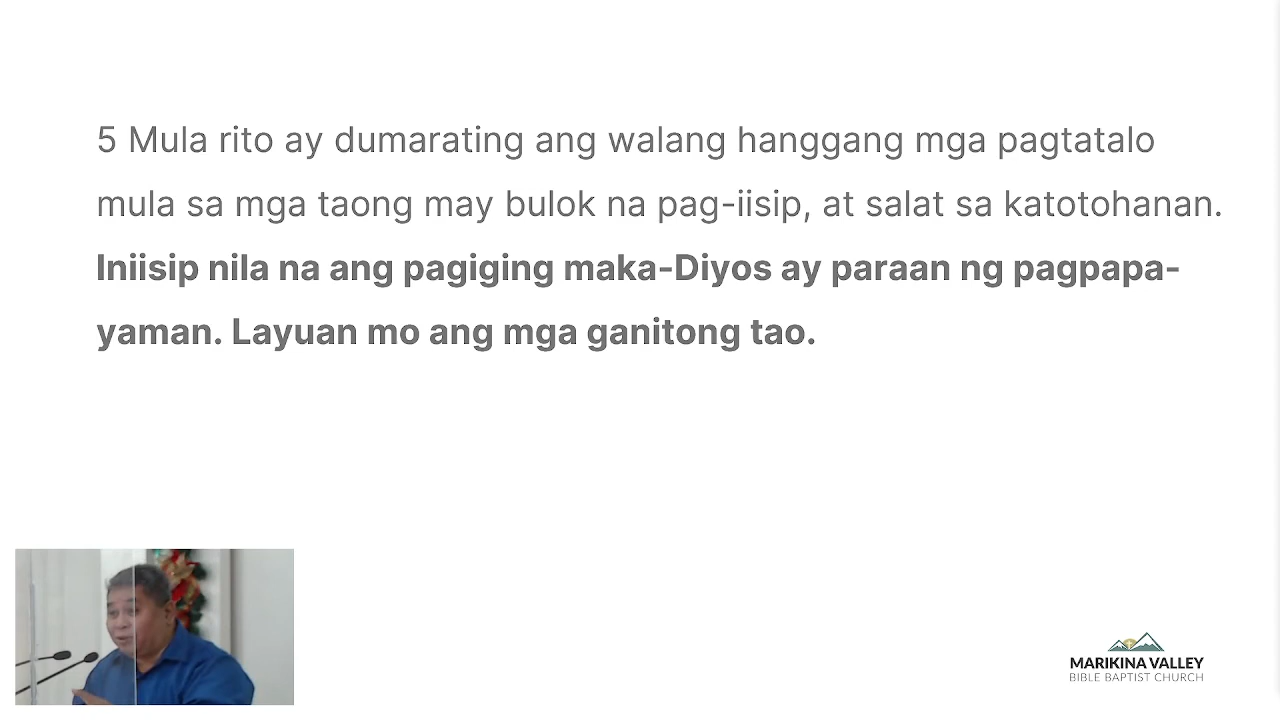 5 Mula rito ay dumarating ang walang hanggang mga pagtatalo
mula sa mga taong may bulok na pag-iisip, at salat sa katotohanan.
Iniisip nila na ang pagiging maka-Diyos ay paraan ng pagpapa-
yaman. Layuan mo ang mga ganitong tao.
MARIKINA VALLEY
BIBLE BAPTIST CHURCH